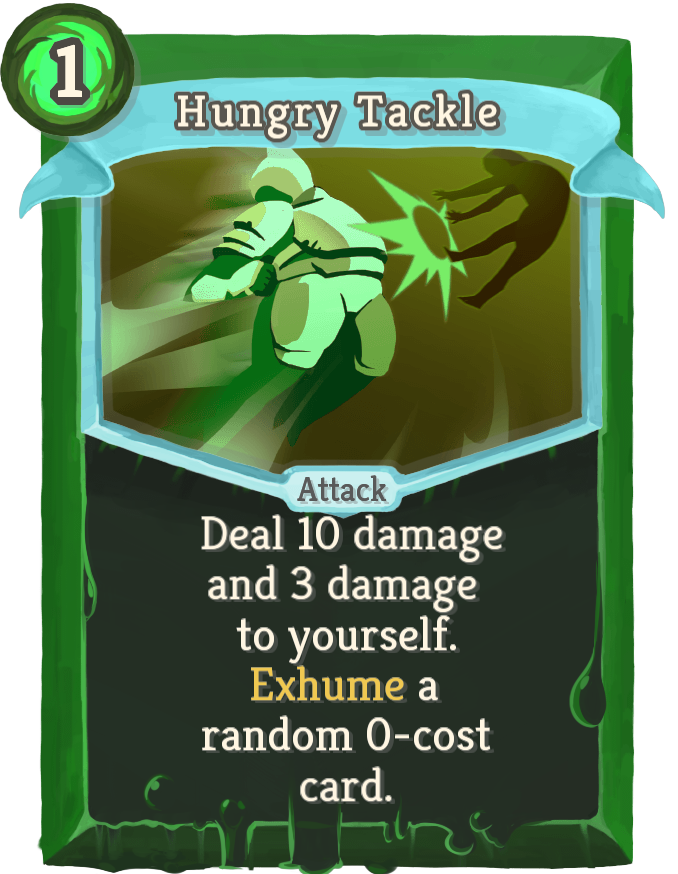 1
Hungry Tackle
Attack
Deal 10 damage
and 3 damage
to yourself.
Exhume a
random 0-cost
card.